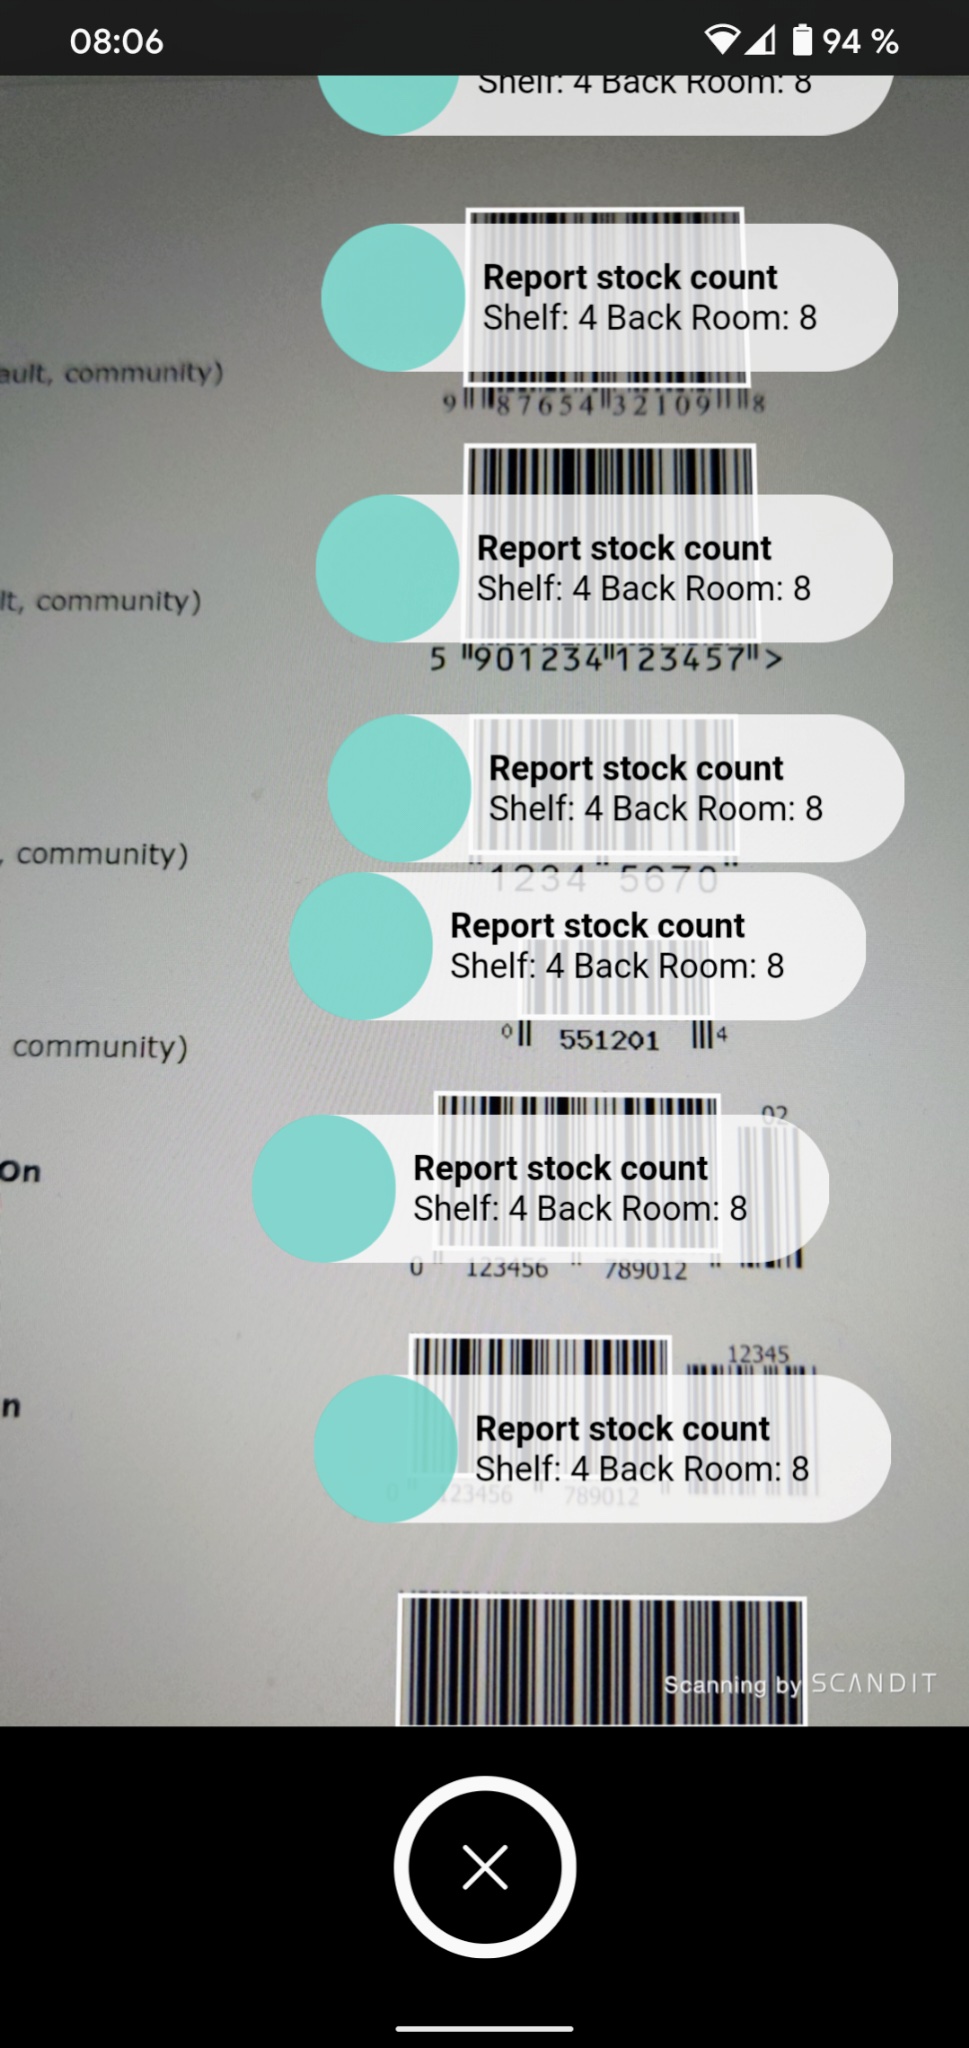 08:06 94 %
Shelf: 4 Back Room: 8
Report stock count
Shelf: 4 Back Room: 8
ault, community)
9 87654 32109 8
Report stock count
Shelf: 4 Back Room: 8
lt, community)
5 901234 123457 >
Report stock count
Shelf: 4 Back Room: 8
, community)
1234 5670
Report stock count
Shelf: 4 Back Room: 8
0 551201 4
community)
02
On
Report stock count
Shelf: 4 Back Room: 8
0 123456 789012
12345
n
Report stock count
Shelf: 4 Back Room: 8
0 123456 789012
Scanning by SCANDIT